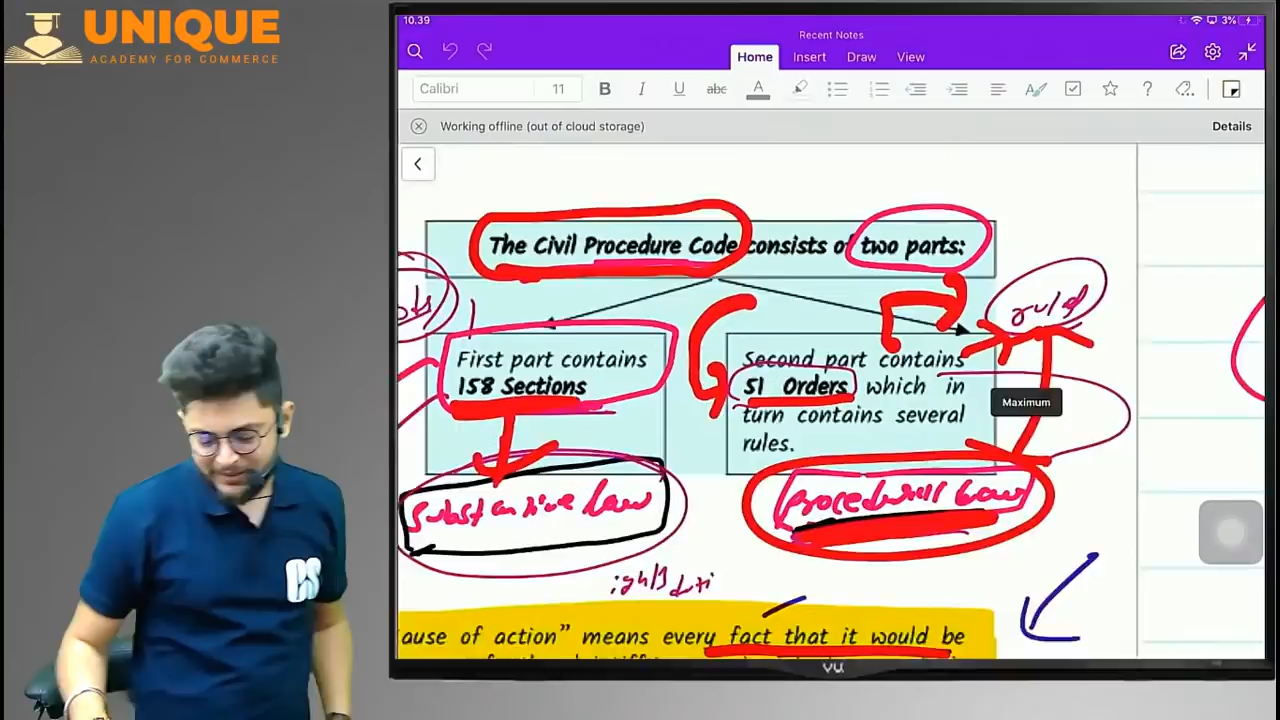 UNIQUE
ACADEMY FOR COMMERCE
10.39
3%
Recent Notes
Home Insert Draw View
Calibri 11 B I U abc A
Working offline (out of cloud storage) Details
The Civil Procedure Code consists of two parts:
rules
First part contains
158 Sections
Second part contains
51 Orders which in
turn contains several
rules.
Maximum
Substantive law
Procedural law
ause of action" means every fact that it would be
CS
vu